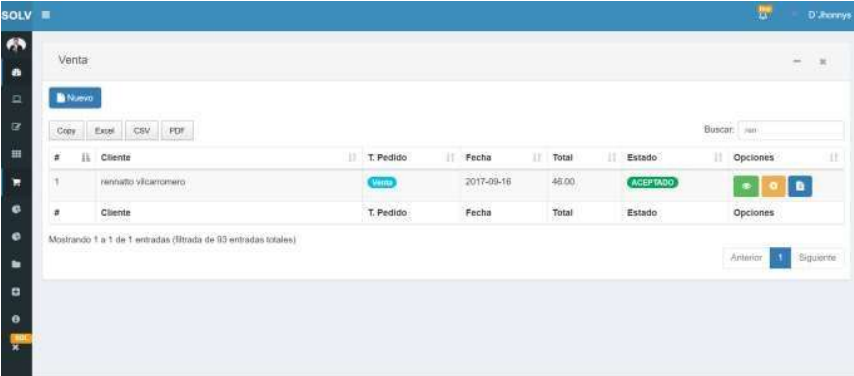 SOLV D'Jhonnys
Venta
Nuevo
Copy Excel CSV PDF Buscar: ren
# Cliente T. Pedido Fecha Total Estado Opciones
1 rennatto vilcarromero Venta 2017-09-16 46.00 ACEPTADO
# Cliente T. Pedido Fecha Total Estado Opciones
Mostrando 1 a 1 de 1 entradas (filtrada de 93 entradas totales)
Anterior 1 Siguiente